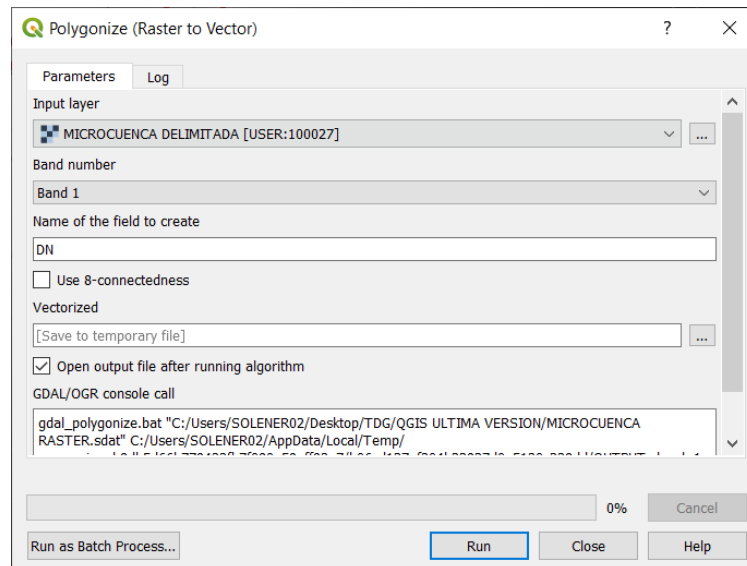 Polygonize (Raster to Vector)
? ×
Parameters Log
Input layer
MICROCUENCA DELIMITADA [USER:100027]
...
Band number
Band 1
Name of the field to create
DN
Use 8-connectedness
Vectorized
[Save to temporary file]
...
Open output file after running algorithm
GDAL/OGR console call
gdal_polygonize.bat "C:/Users/SOLENER02/Desktop/TDG/QGIS ULTIMA VERSION/MICROCUENCA
RASTER.sdat" C:/Users/SOLENER02/AppData/Local/Temp/
0% Cancel
Run as Batch Process... Run Close Help